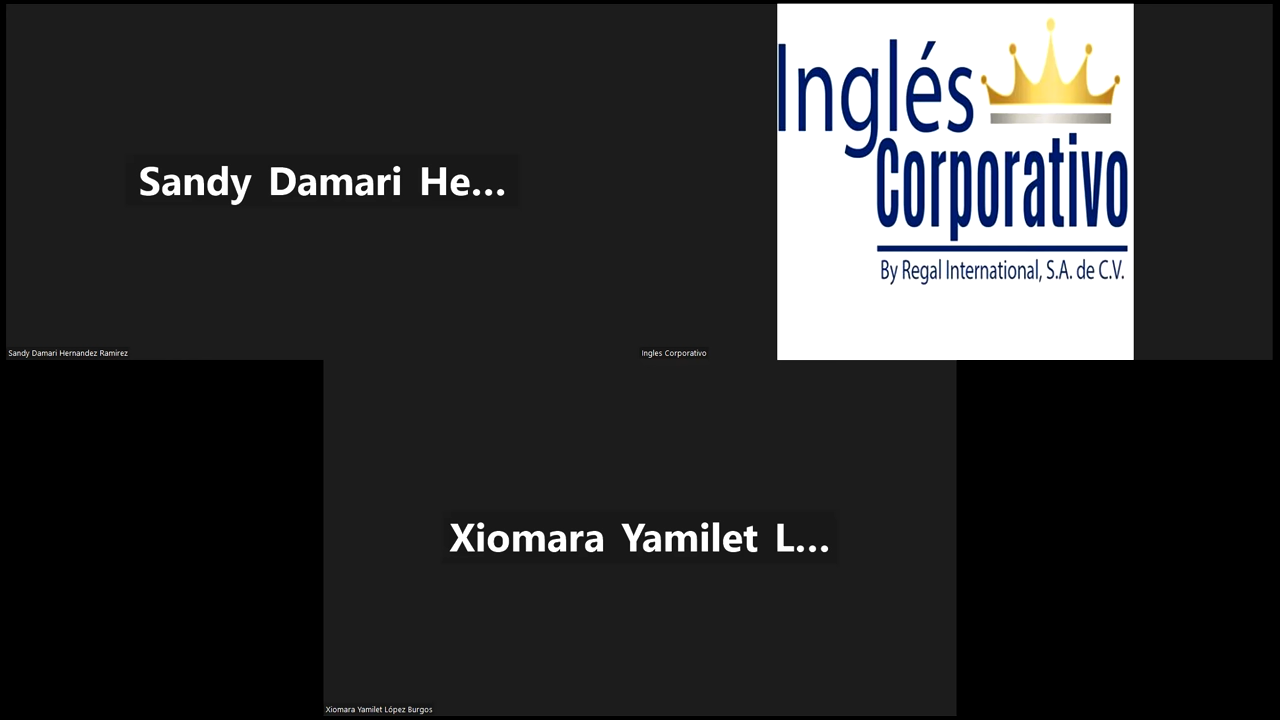 Sandy Damari He...
Sandy Damari Hernandez Ramirez
Inglés
Corporativo
By Regal International, S.A. de C.V.
Ingles Corporativo
Xiomara Yamilet L...
Xiomara Yamilet López Burgos